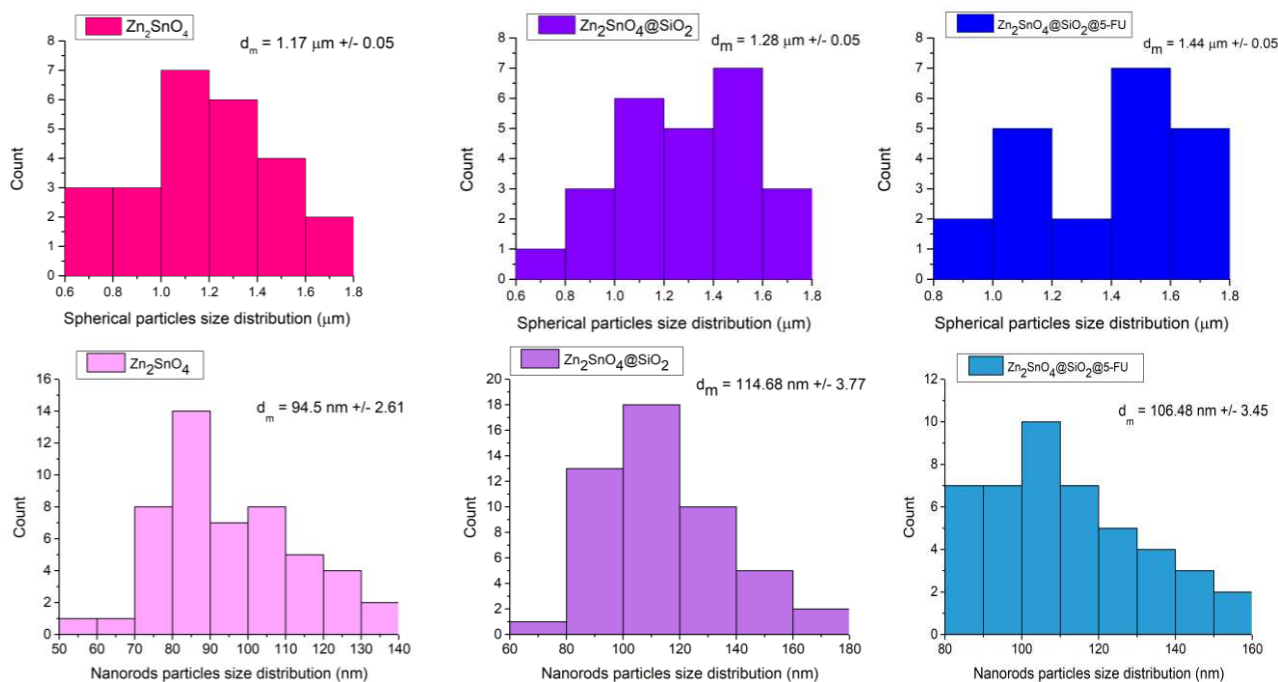 Zn2SnO4
dm = 1.17 μm +/- 0.05
8
7
6
5
4
3
2
1
0
Count
0.6 0.8 1.0 1.2 1.4 1.6 1.8
Spherical particles size distribution (μm)
Zn2SnO4@SiO2
dm = 1.28 μm +/- 0.05
8
7
6
5
4
3
2
1
0
Count
0.6 0.8 1.0 1.2 1.4 1.6 1.8
Spherical particles size distribution (μm)
Zn2SnO4@SiO2@5-FU
dm = 1.44 μm +/- 0.05
8
7
6
5
4
3
2
1
0
Count
0.8 1.0 1.2 1.4 1.6 1.8
Spherical particles size distribution (μm)
Zn2SnO4
dm = 94.5 nm +/- 2.61
16
14
12
10
8
6
4
2
0
Count
50 60 70 80 90 100 110 120 130 140
Nanorods particles size distribution (nm)
Zn2SnO4@SiO2
dm = 114.68 nm +/- 3.77
20
18
16
14
12
10
8
6
4
2
0
Count
60 80 100 120 140 160 180
Nanorods particles size distribution (nm)
Zn2SnO4@SiO2@5-FU
dm = 106.48 nm +/- 3.45
12
10
8
6
4
2
0
Count
80 100 120 140 160
Nanorods particles size distribution (nm)